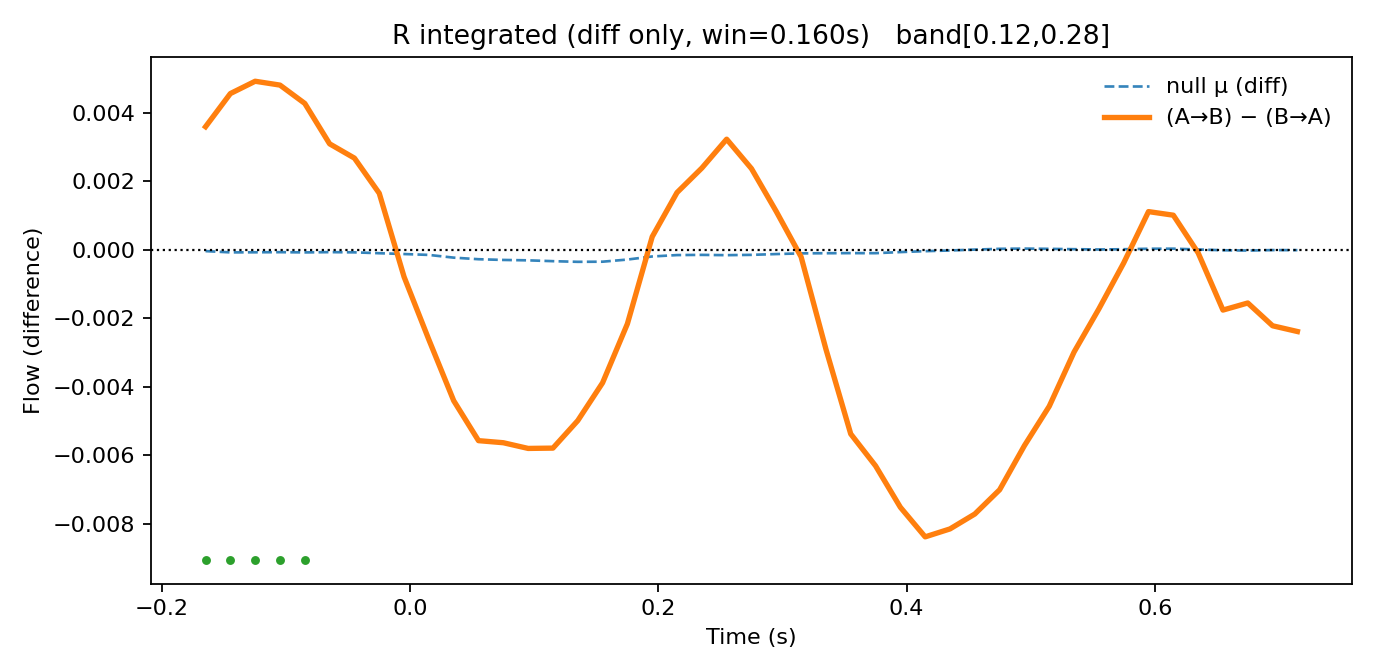 R integrated (diff only, win=0.160s)   band[0.12,0.28]
null μ (diff)
(A→B) − (B→A)
Flow (difference)
0.004
0.002
0.000
−0.002
−0.004
−0.006
−0.008
−0.2
0.0
0.2
0.4
0.6
Time (s)